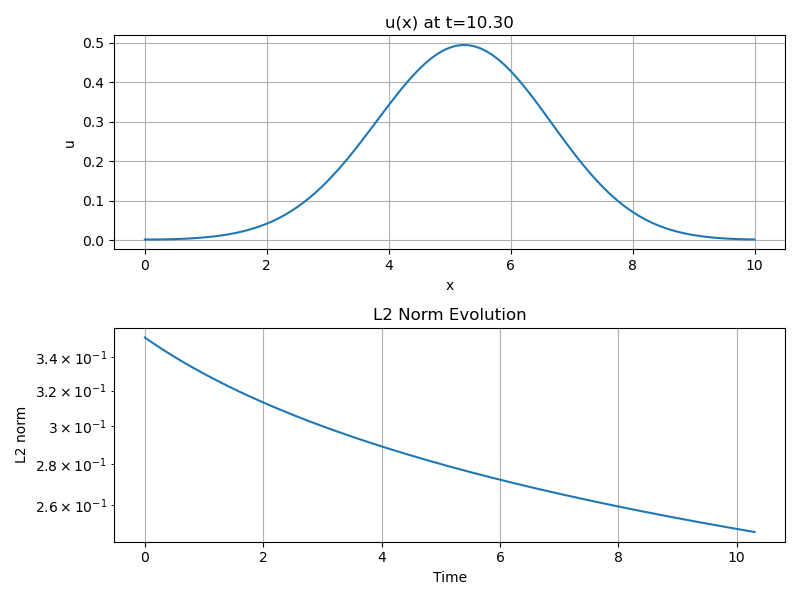 u(x) at t=10.30
0.5
0.4
0.3
0.2
0.1
0.0
u
0 2 4 6 8 10
x
L2 Norm Evolution
3.4 × 10⁻¹
3.2 × 10⁻¹
3 × 10⁻¹
2.8 × 10⁻¹
2.6 × 10⁻¹
L2 norm
0 2 4 6 8 10
Time